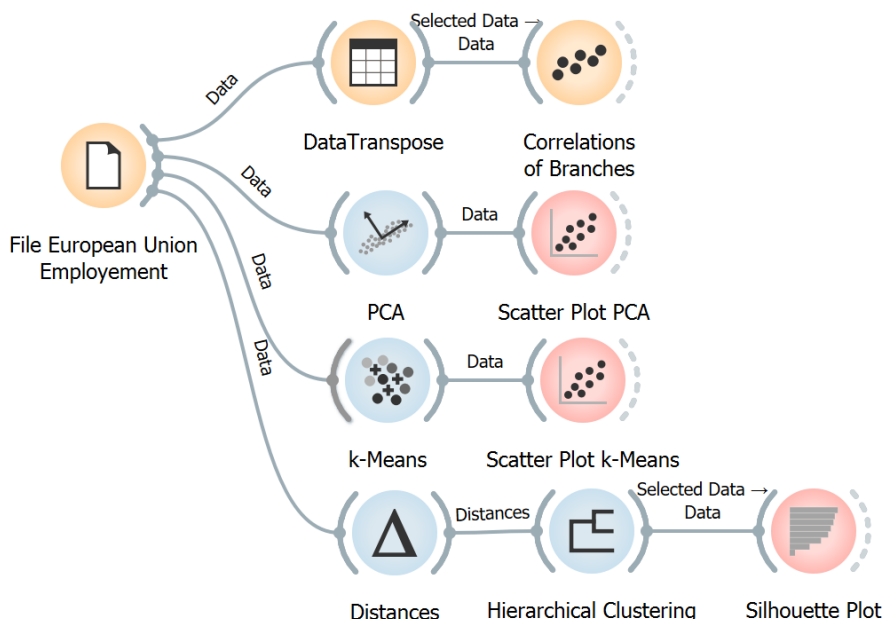 Selected Data →
Data
Data
DataTranspose
Correlations
of Branches
Data
Data
File European Union
Employement
PCA
Scatter Plot PCA
Data
Data
k-Means
Scatter Plot k-Means
Data
Selected Data →
Data
Distances
Distances
Hierarchical Clustering
Silhouette Plot